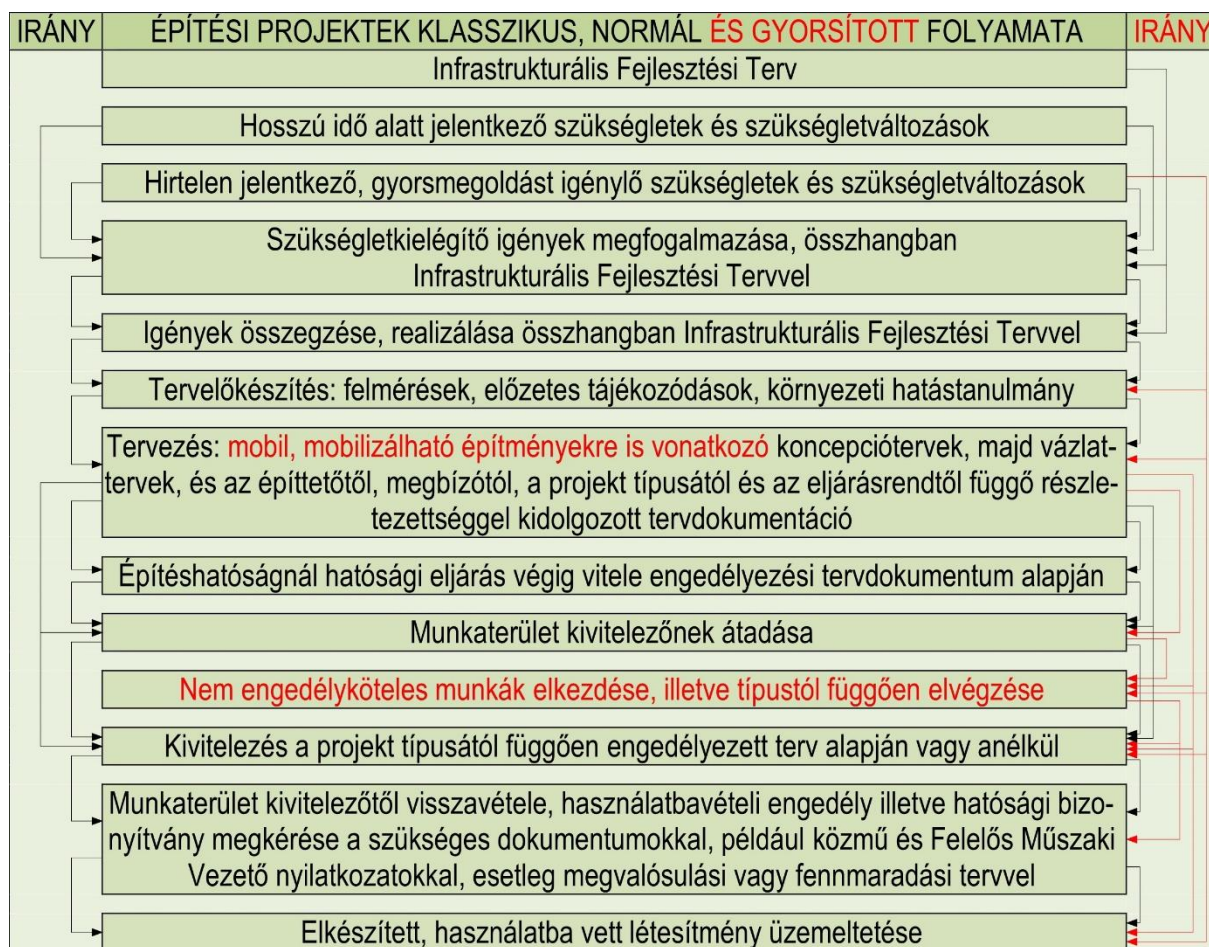 IRÁNY ÉPÍTÉSI PROJEKTEK KLASSZIKUS, NORMÁL ÉS GYORSÍTOTT FOLYAMATA IRÁNY
Infrastrukturális Fejlesztési Terv
Hosszú idő alatt jelentkező szükségletek és szükségletváltozások
Hirtelen jelentkező, gyorsmegoldást igénylő szükségletek és szükségletváltozások
Szükségletkielégítő igények megfogalmazása, összhangban
Infrastrukturális Fejlesztési Tervvel
Igények összegzése, realizálása összhangban Infrastrukturális Fejlesztési Tervvel
Tervelőkészítés: felmérések, előzetes tájékozódások, környezeti hatástanulmány
Tervezés: mobil, mobilizálható építményekre is vonatkozó koncepciótervek, majd vázlat-
tervek, és az építtetőtől, megbízótól, a projekt típusától és az eljárásrendtől függő részle-
tezettséggel kidolgozott tervdokumentáció
Építéshatóságnál hatósági eljárás végig vitele engedélyezési tervdokumentum alapján
Munkaterület kivitelezőnek átadása
Nem engedélyköteles munkák elkezdése, illetve típustól függően elvégzése
Kivitelezés a projekt típusától függően engedélyezett terv alapján vagy anélkül
Munkaterület kivitelezőtől visszavétele, használatbavételi engedély illetve hatósági bizo-
nyítvány megkérése a szükséges dokumentumokkal, például közmű és Felelős Műszaki
Vezető nyilatkozatokkal, esetleg megvalósulási vagy fennmaradási tervvel
Elkészített, használatba vett létesítmény üzemeltetése